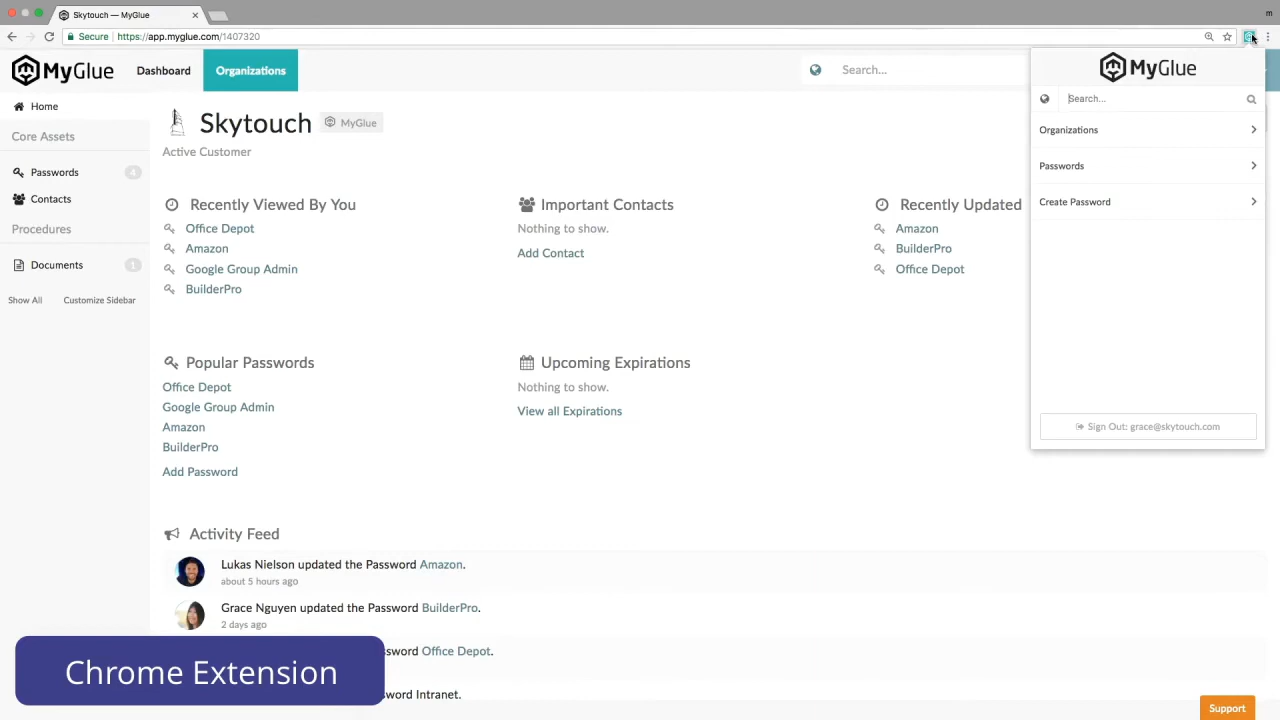 Skytouch — MyGlue
Secure
https://app.myglue.com/1407320
MyGlue
Dashboard
Organizations
Search...
Home
Core Assets
Passwords
4
Contacts
Procedures
Documents
1
Show All
Customize Sidebar
Skytouch
MyGlue
Active Customer
Recently Viewed By You
Office Depot
Amazon
Google Group Admin
BuilderPro
Important Contacts
Nothing to show.
Add Contact
Recently Updated
Amazon
BuilderPro
Office Depot
Popular Passwords
Office Depot
Google Group Admin
Amazon
BuilderPro
Add Password
Upcoming Expirations
Nothing to show.
View all Expirations
Activity Feed
Lukas Nielson updated the Password Amazon.
about 5 hours ago
Grace Nguyen updated the Password BuilderPro.
2 days ago
sword Office Depot.
sword Intranet.
MyGlue
Search...
Organizations
Passwords
Create Password
Sign Out: grace@skytouch.com
Chrome Extension
Support